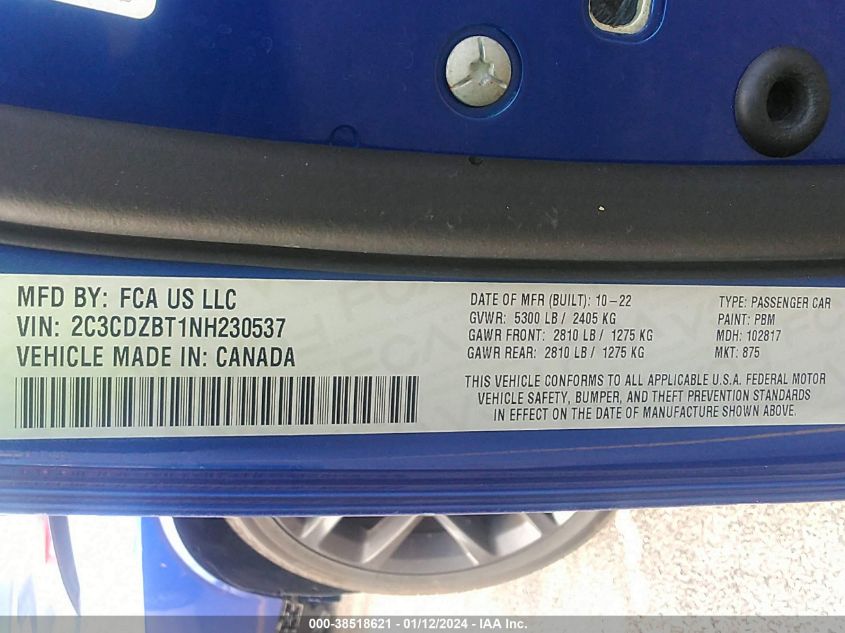 MFD BY: FCA US LLC
VIN: 2C3CDZBT1NH230537
VEHICLE MADE IN: CANADA
DATE OF MFR (BUILT): 10-22
GVWR: 5300 LB / 2405 KG
GAWR FRONT: 2810 LB / 1275 KG
GAWR REAR: 2810 LB / 1275 KG
TYPE: PASSENGER CAR
PAINT: PBM
MDH: 102817
MKT: 875
THIS VEHICLE CONFORMS TO ALL APPLICABLE U.S.A. FEDERAL MOTOR
VEHICLE SAFETY, BUMPER, AND THEFT PREVENTION STANDARDS
IN EFFECT ON THE DATE OF MANUFACTURE SHOWN ABOVE.
000-38518621 - 01/12/2024 - IAA Inc.